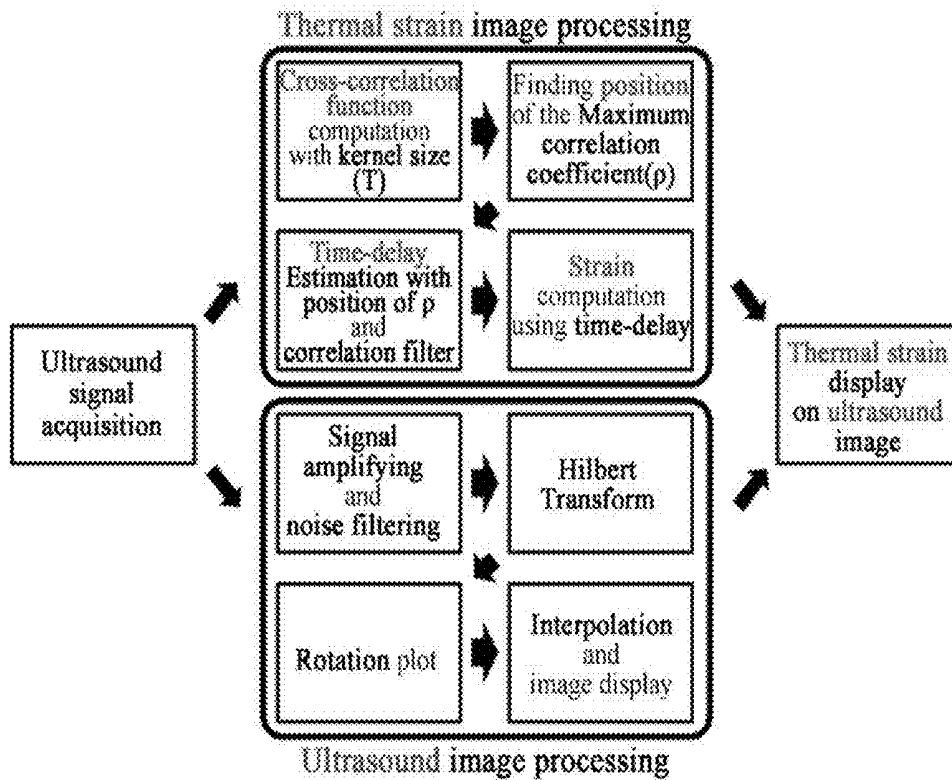 Thermal strain image processing
Cross-correlation
function
computation
with kernel size
(T)
Finding position
of the Maximum
correlation
coefficient(ρ)
Time-delay
Estimation with
position of ρ
and
correlation filter
Strain
computation
using time-delay
Ultrasound
signal
acquisition
Thermal strain
display
on ultrasound
image
Signal
amplifying
and
noise filtering
Hilbert
Transform
Rotation plot
Interpolation
and
image display
Ultrasound image processing